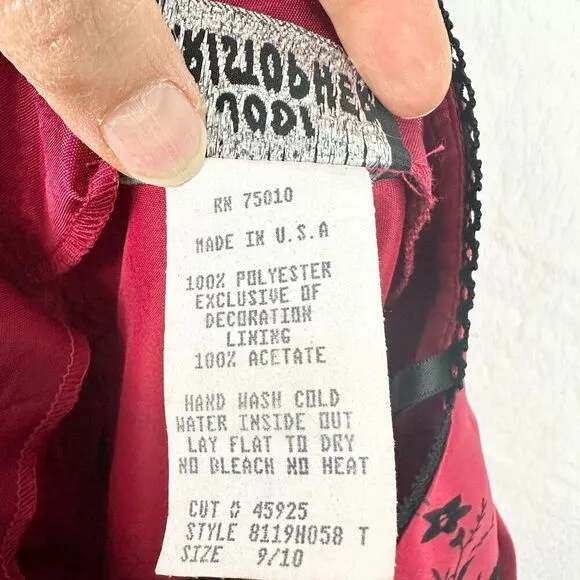 RN 75010
MADE IN U.S.A
100% POLYESTER
EXCLUSIVE OF
DECORATION
LINING
100% ACETATE
HAND WASH COLD
WATER INSIDE OUT
LAY FLAT TO DRY
NO BLEACH NO HEAT
CUT # 45925
STYLE 8119N058 T
SIZE 9/10